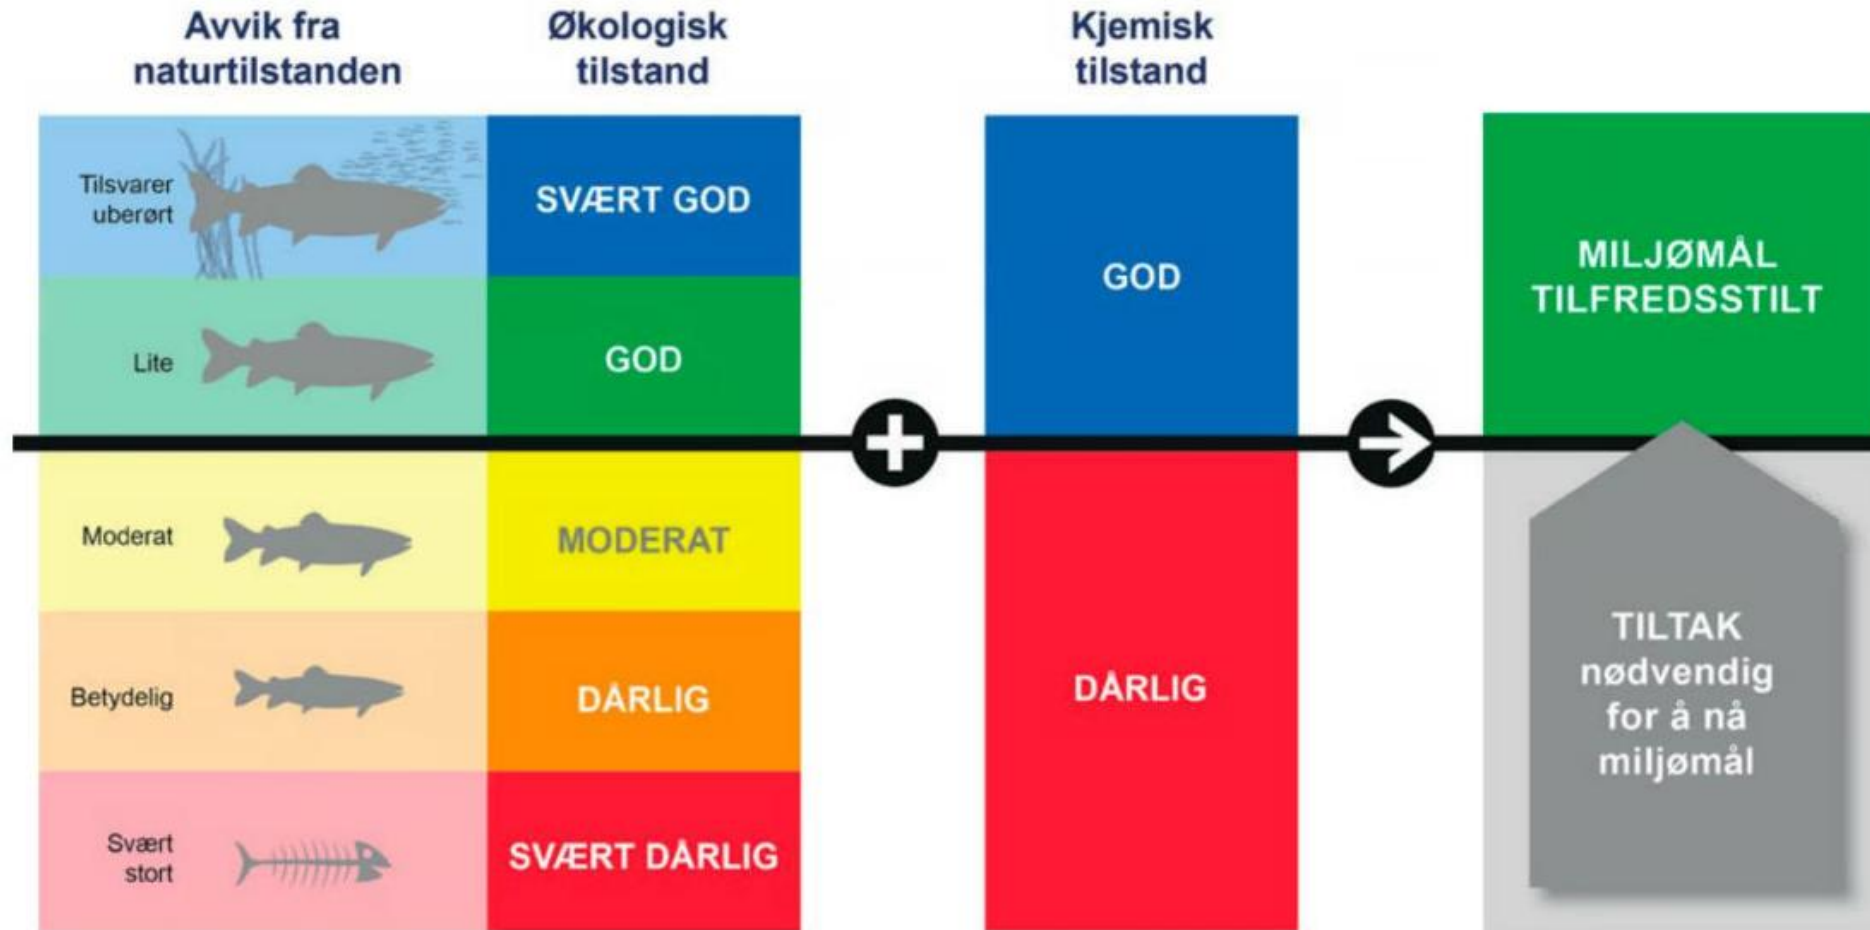 Avvik fra
naturtilstanden
Økologisk
tilstand
Kjemisk
tilstand
Tilsvarer
uberørt
SVÆRT GOD
Lite
GOD
Moderat
MODERAT
Betydelig
DÅRLIG
Svært
stort
SVÆRT DÅRLIG
GOD
DÅRLIG
MILJØMÅL
TILFREDSSTILT
TILTAK
nødvendig
for å nå
miljømål